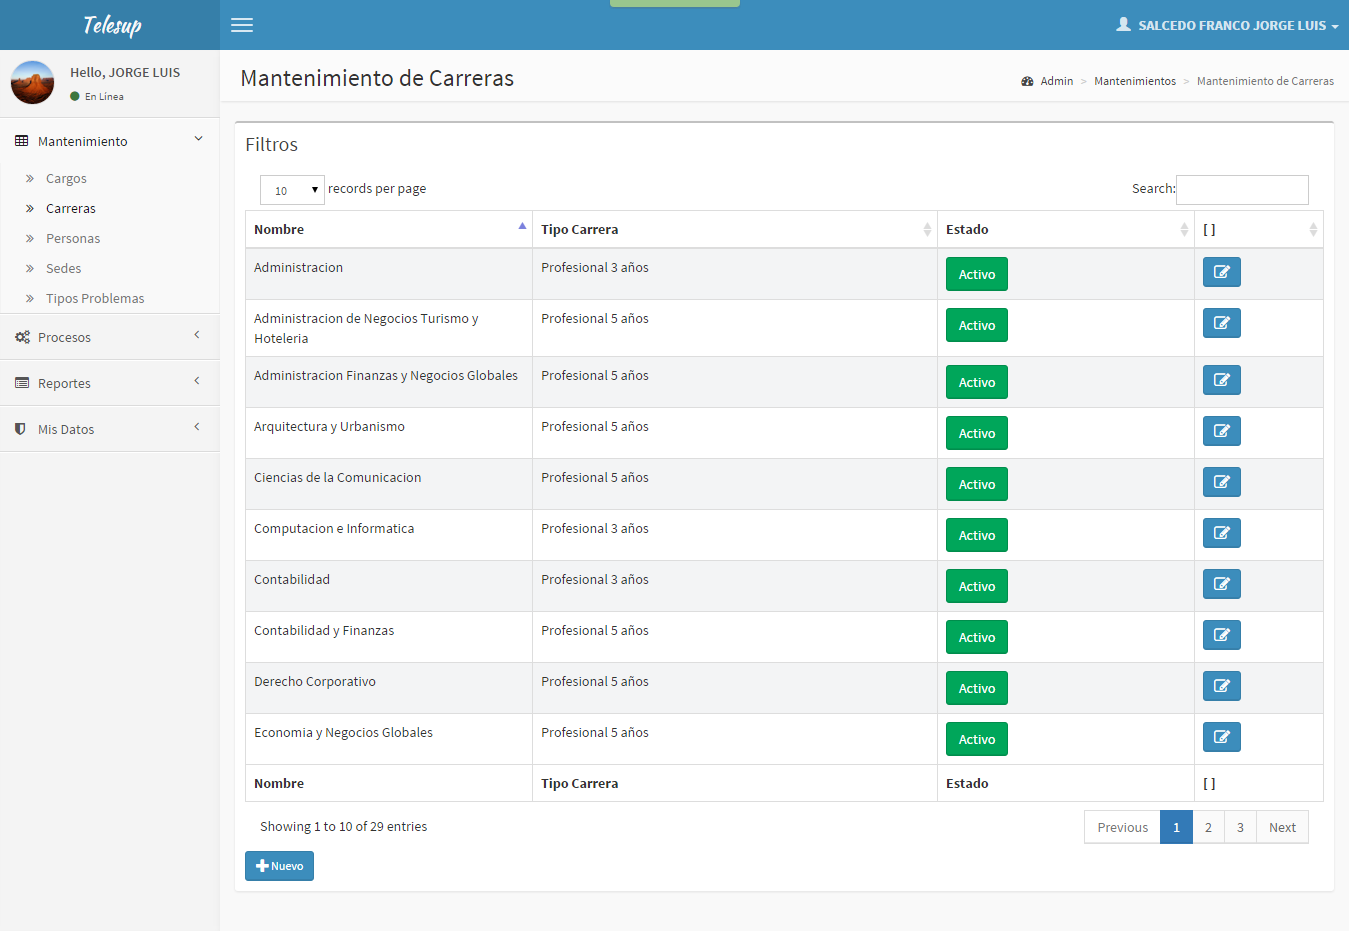 Telesup
SALCEDO FRANCO JORGE LUIS
Hello, JORGE LUIS
En Línea
Mantenimiento
Cargos
Carreras
Personas
Sedes
Tipos Problemas
Procesos
Reportes
Mis Datos
Mantenimiento de Carreras
Admin > Mantenimientos > Mantenimiento de Carreras
Filtros
10 records per page
Search:
Nombre Tipo Carrera Estado [ ]
Administracion Profesional 3 años Activo
Administracion de Negocios Turismo y Profesional 5 años Activo
Hoteleria
Administracion Finanzas y Negocios Globales Profesional 5 años Activo
Arquitectura y Urbanismo Profesional 5 años Activo
Ciencias de la Comunicacion Profesional 5 años Activo
Computacion e Informatica Profesional 3 años Activo
Contabilidad Profesional 3 años Activo
Contabilidad y Finanzas Profesional 5 años Activo
Derecho Corporativo Profesional 5 años Activo
Economia y Negocios Globales Profesional 5 años Activo
Nombre Tipo Carrera Estado [ ]
Showing 1 to 10 of 29 entries
Previous 1 2 3 Next
Nuevo